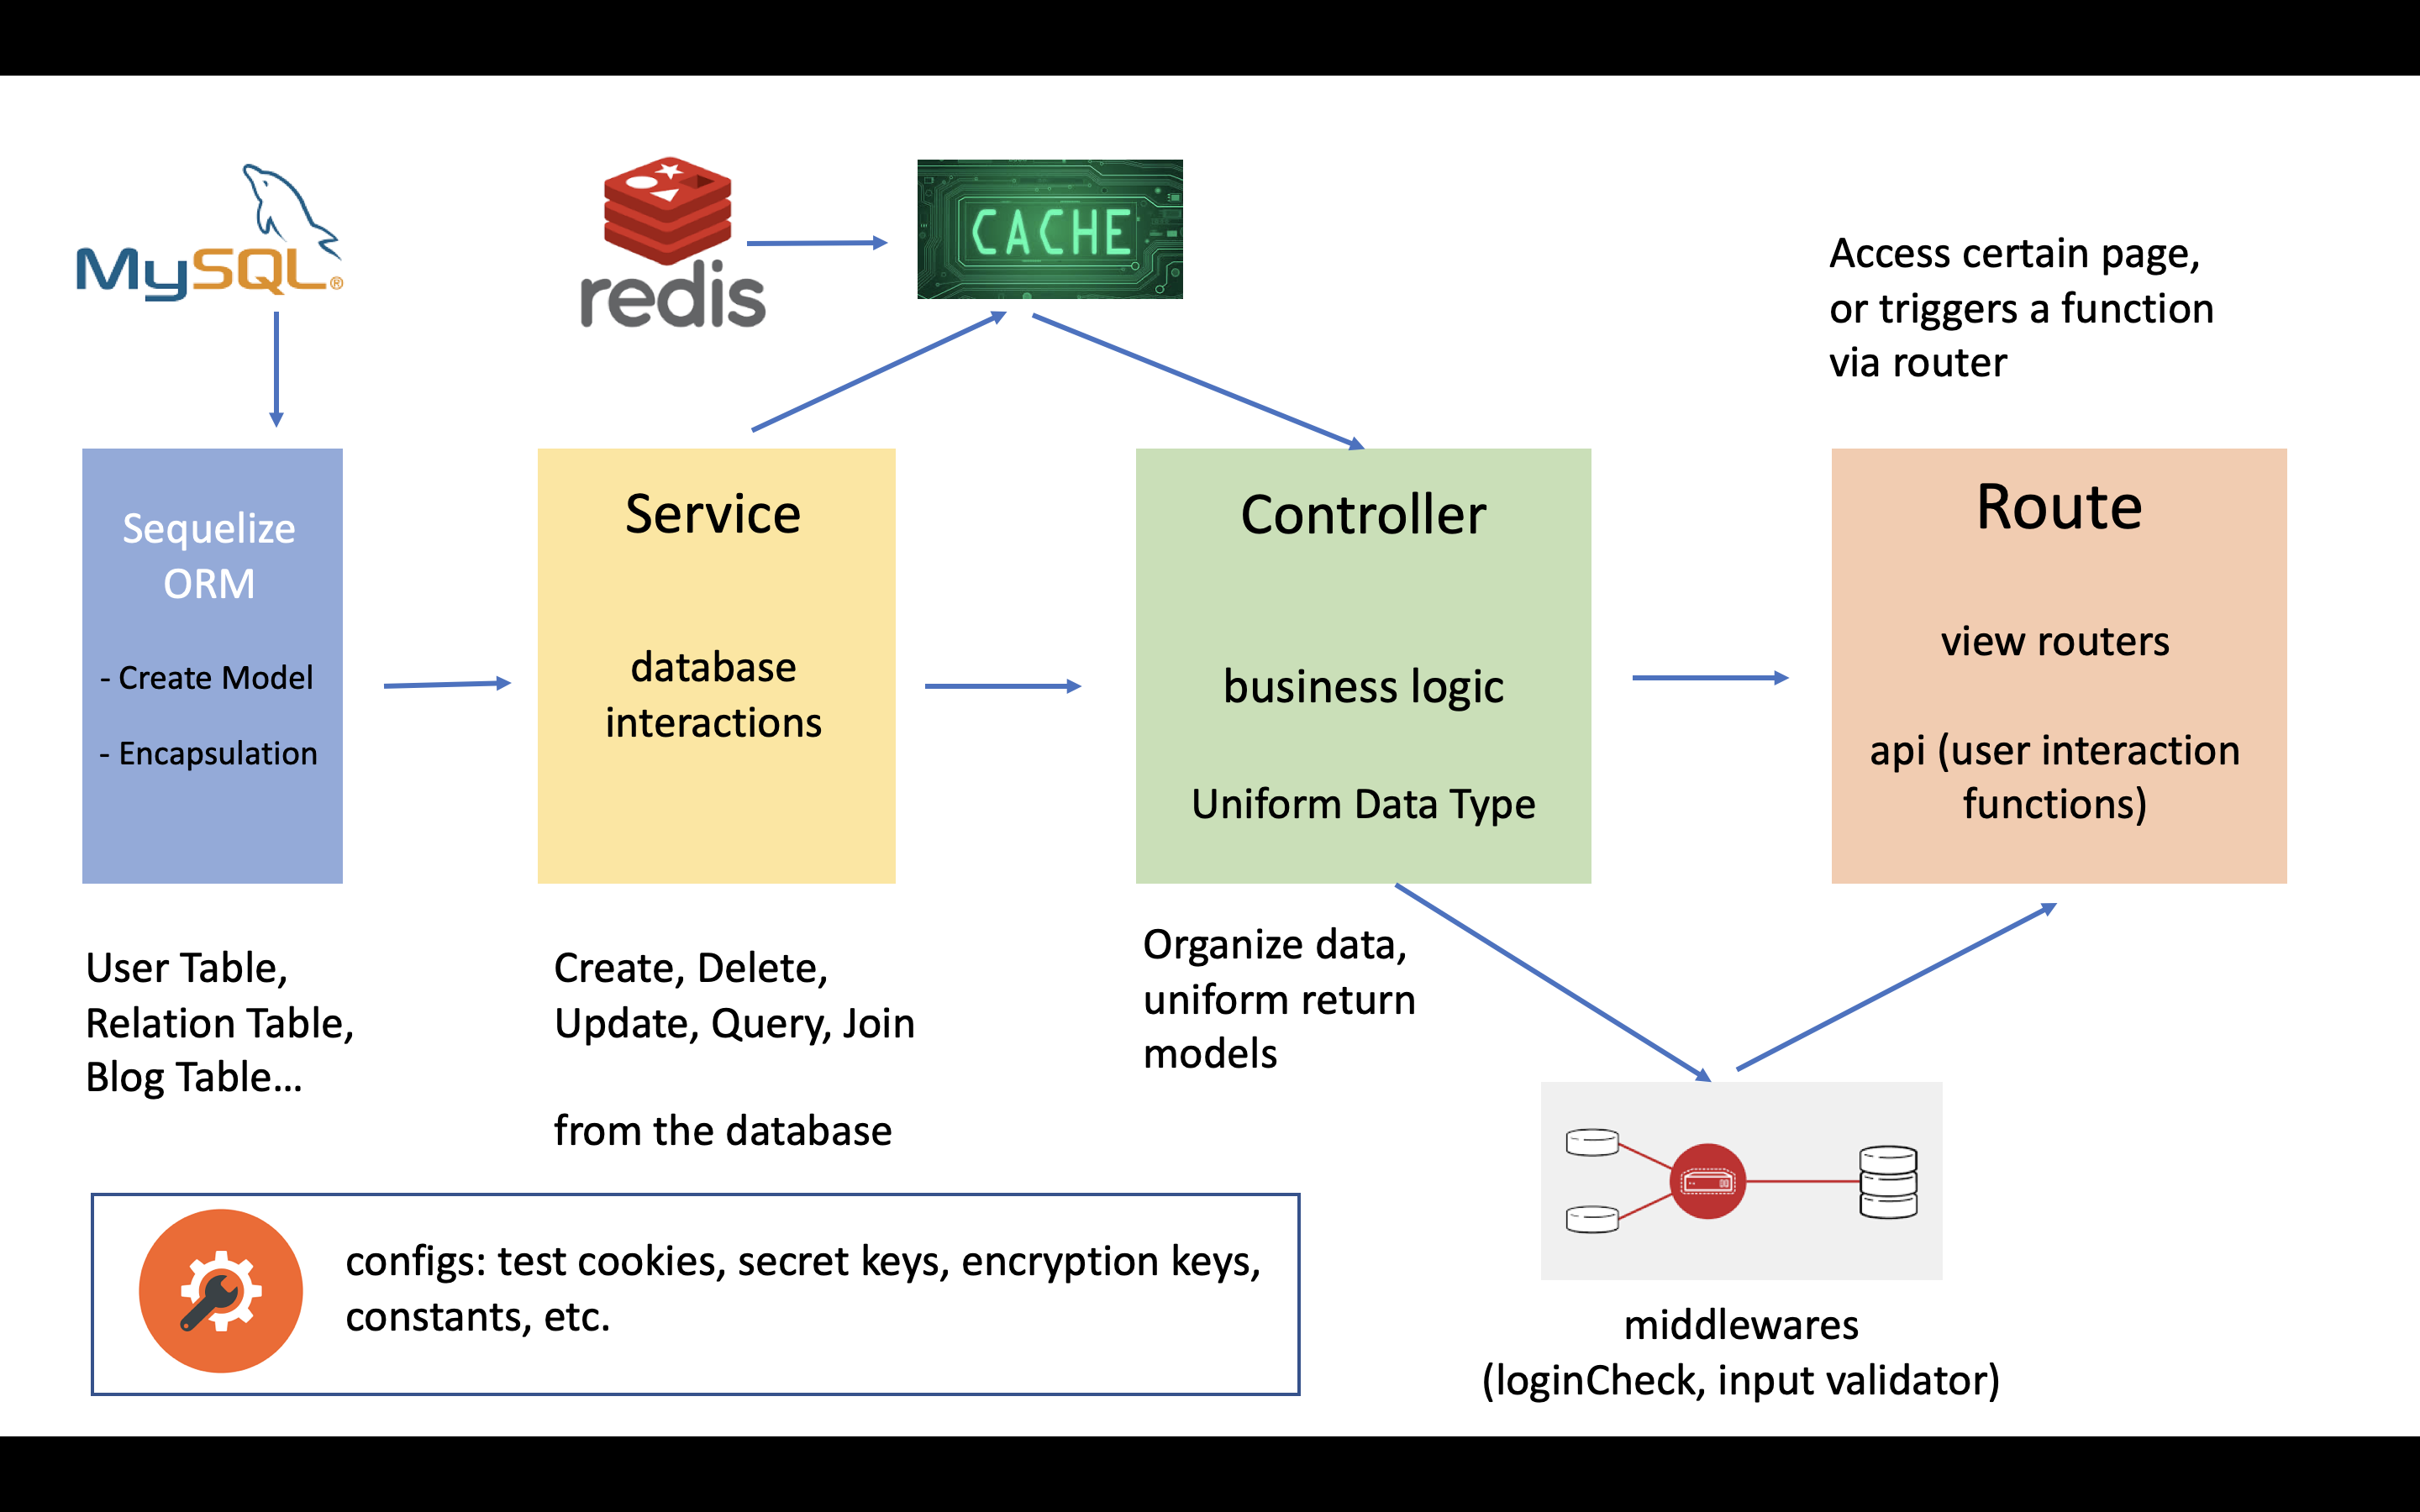 MySQL®
redis
CACHE
Access certain page,
or triggers a function
via router
Sequelize
ORM
- Create Model
- Encapsulation
Service
database
interactions
Controller
business logic
Uniform Data Type
Route
view routers
api (user interaction
functions)
User Table,
Relation Table,
Blog Table...
Create, Delete,
Update, Query, Join
from the database
Organize data,
uniform return
models
configs: test cookies, secret keys, encryption keys,
constants, etc.
middlewares
(loginCheck, input validator)